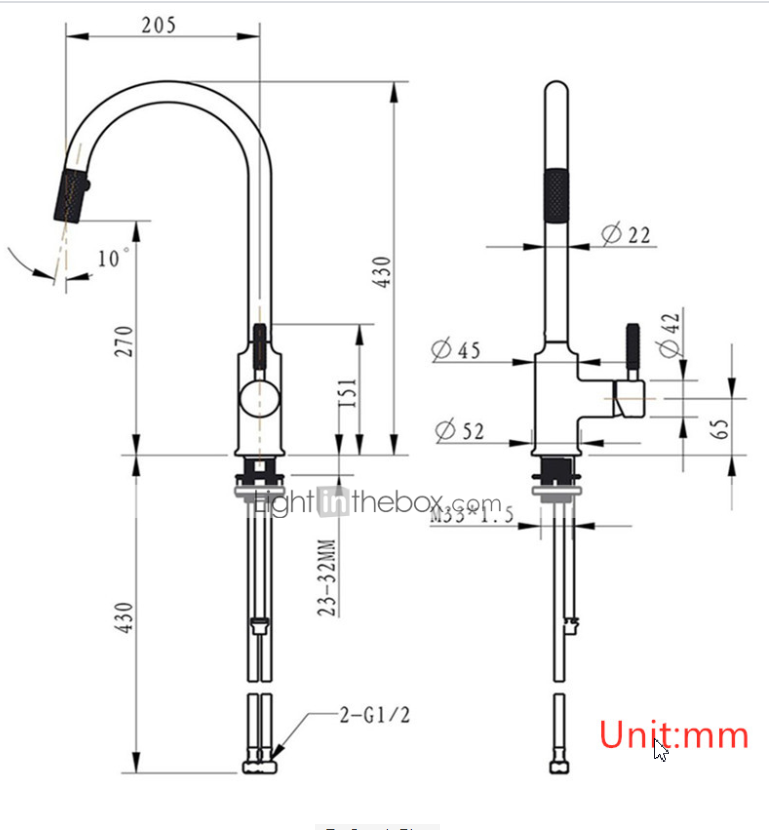 205
10°
270
430
151
430
23-32MM
2-G1/2
Ø 22
Ø 45
Ø 42
65
Ø 52
Lightinthebox.com
M33*1.5
Unit:mm